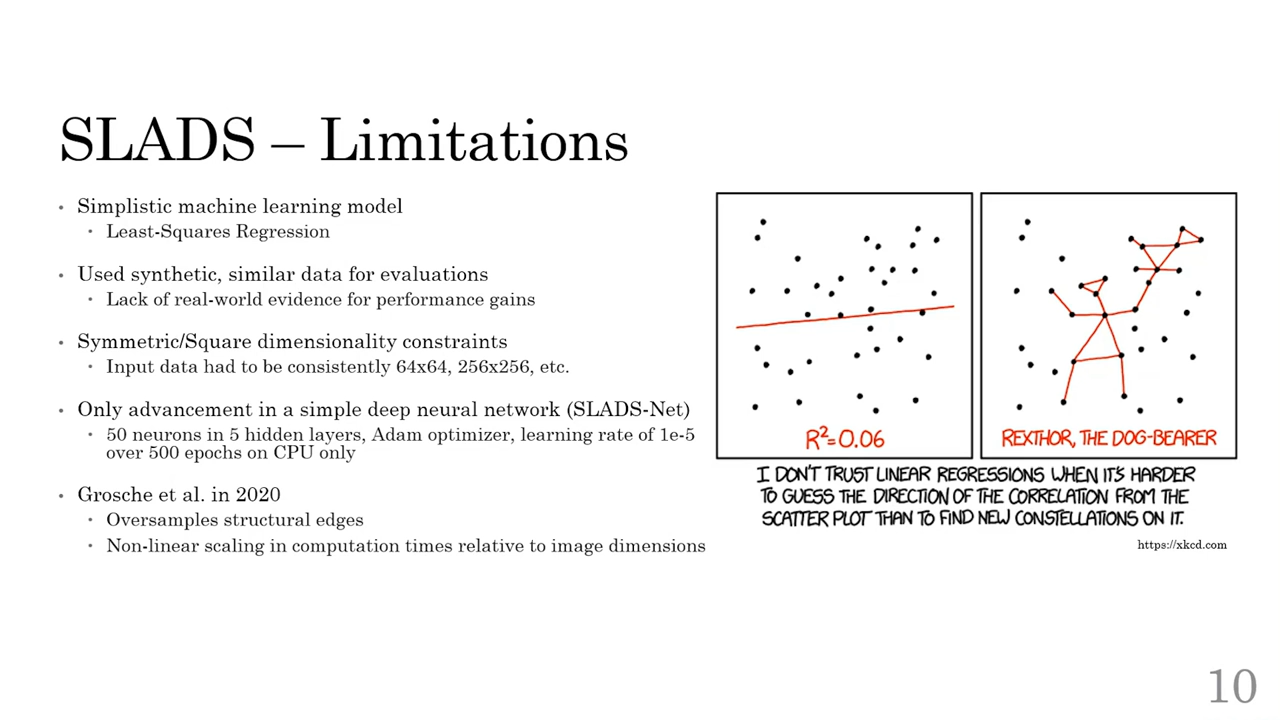 SLADS – Limitations
• Simplistic machine learning model
• Least-Squares Regression
• Used synthetic, similar data for evaluations
• Lack of real-world evidence for performance gains
• Symmetric/Square dimensionality constraints
• Input data had to be consistently 64x64, 256x256, etc.
• Only advancement in a simple deep neural network (SLADS-Net)
• 50 neurons in 5 hidden layers, Adam optimizer, learning rate of 1e-5
over 500 epochs on CPU only
• Grosche et al. in 2020
• Oversamples structural edges
• Non-linear scaling in computation times relative to image dimensions
R²=0.06
REXTHOR, THE DOG-BEARER
I DON'T TRUST LINEAR REGRESSIONS WHEN IT'S HARDER
TO GUESS THE DIRECTION OF THE CORRELATION FROM THE
SCATTER PLOT THAN TO FIND NEW CONSTELLATIONS ON IT.
https://xkcd.com
10